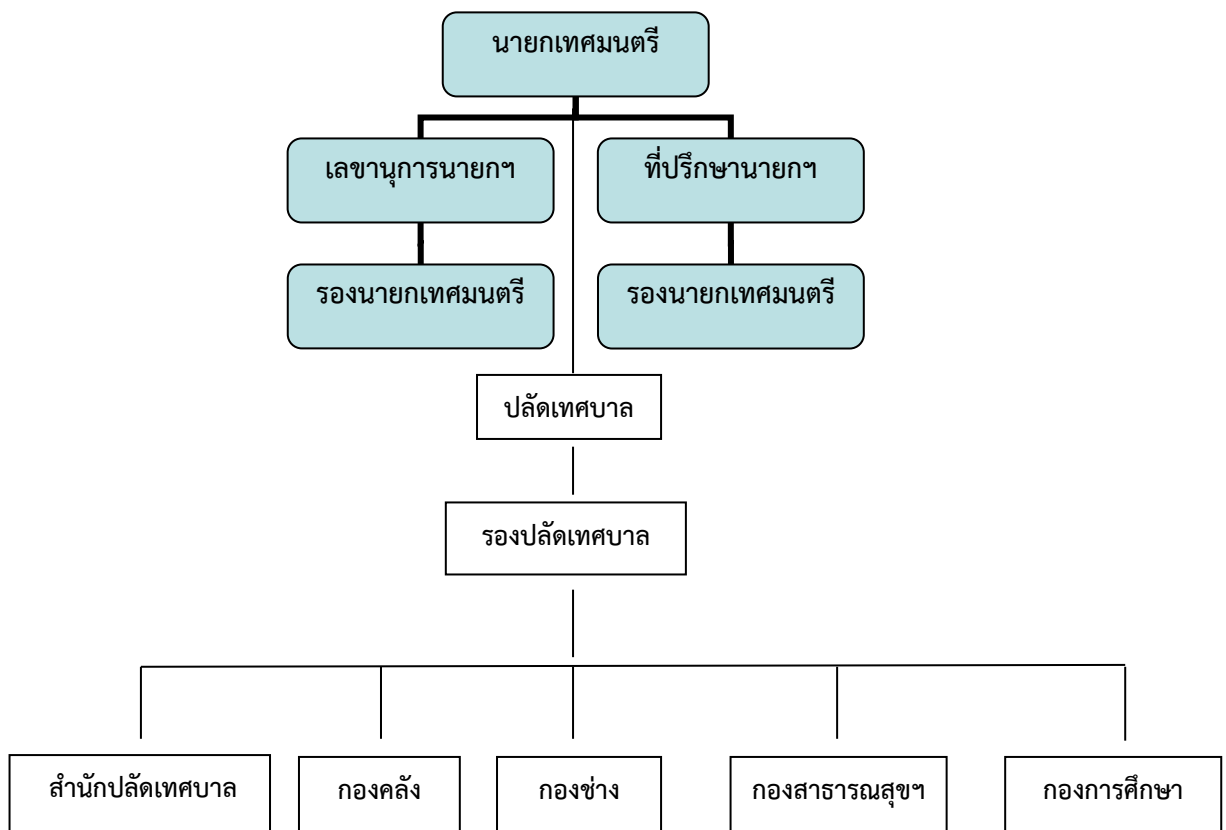 นายกเทศมนตรี
เลขานุการนายกฯ
ที่ปรึกษานายกฯ
รองนายกเทศมนตรี
รองนายกเทศมนตรี
ปลัดเทศบาล
รองปลัดเทศบาล
สำนักปลัดเทศบาล
กองคลัง
กองช่าง
กองสาธารณสุขฯ
กองการศึกษา